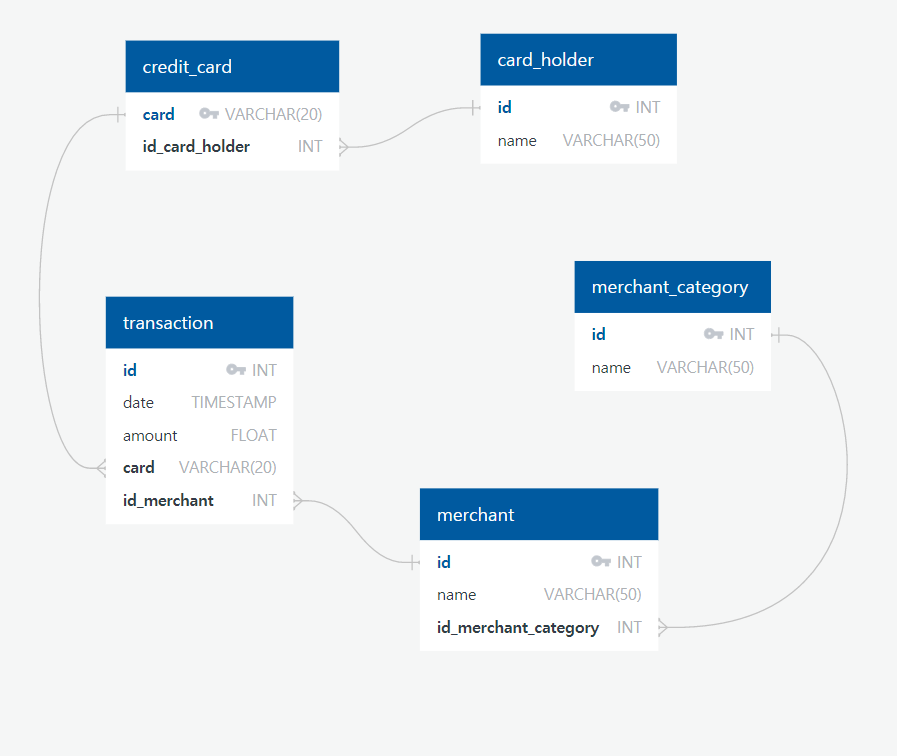 credit_card
card VARCHAR(20)
id_card_holder INT
card_holder
id INT
name VARCHAR(50)
merchant_category
id INT
name VARCHAR(50)
transaction
id INT
date TIMESTAMP
amount FLOAT
card VARCHAR(20)
id_merchant INT
merchant
id INT
name VARCHAR(50)
id_merchant_category INT